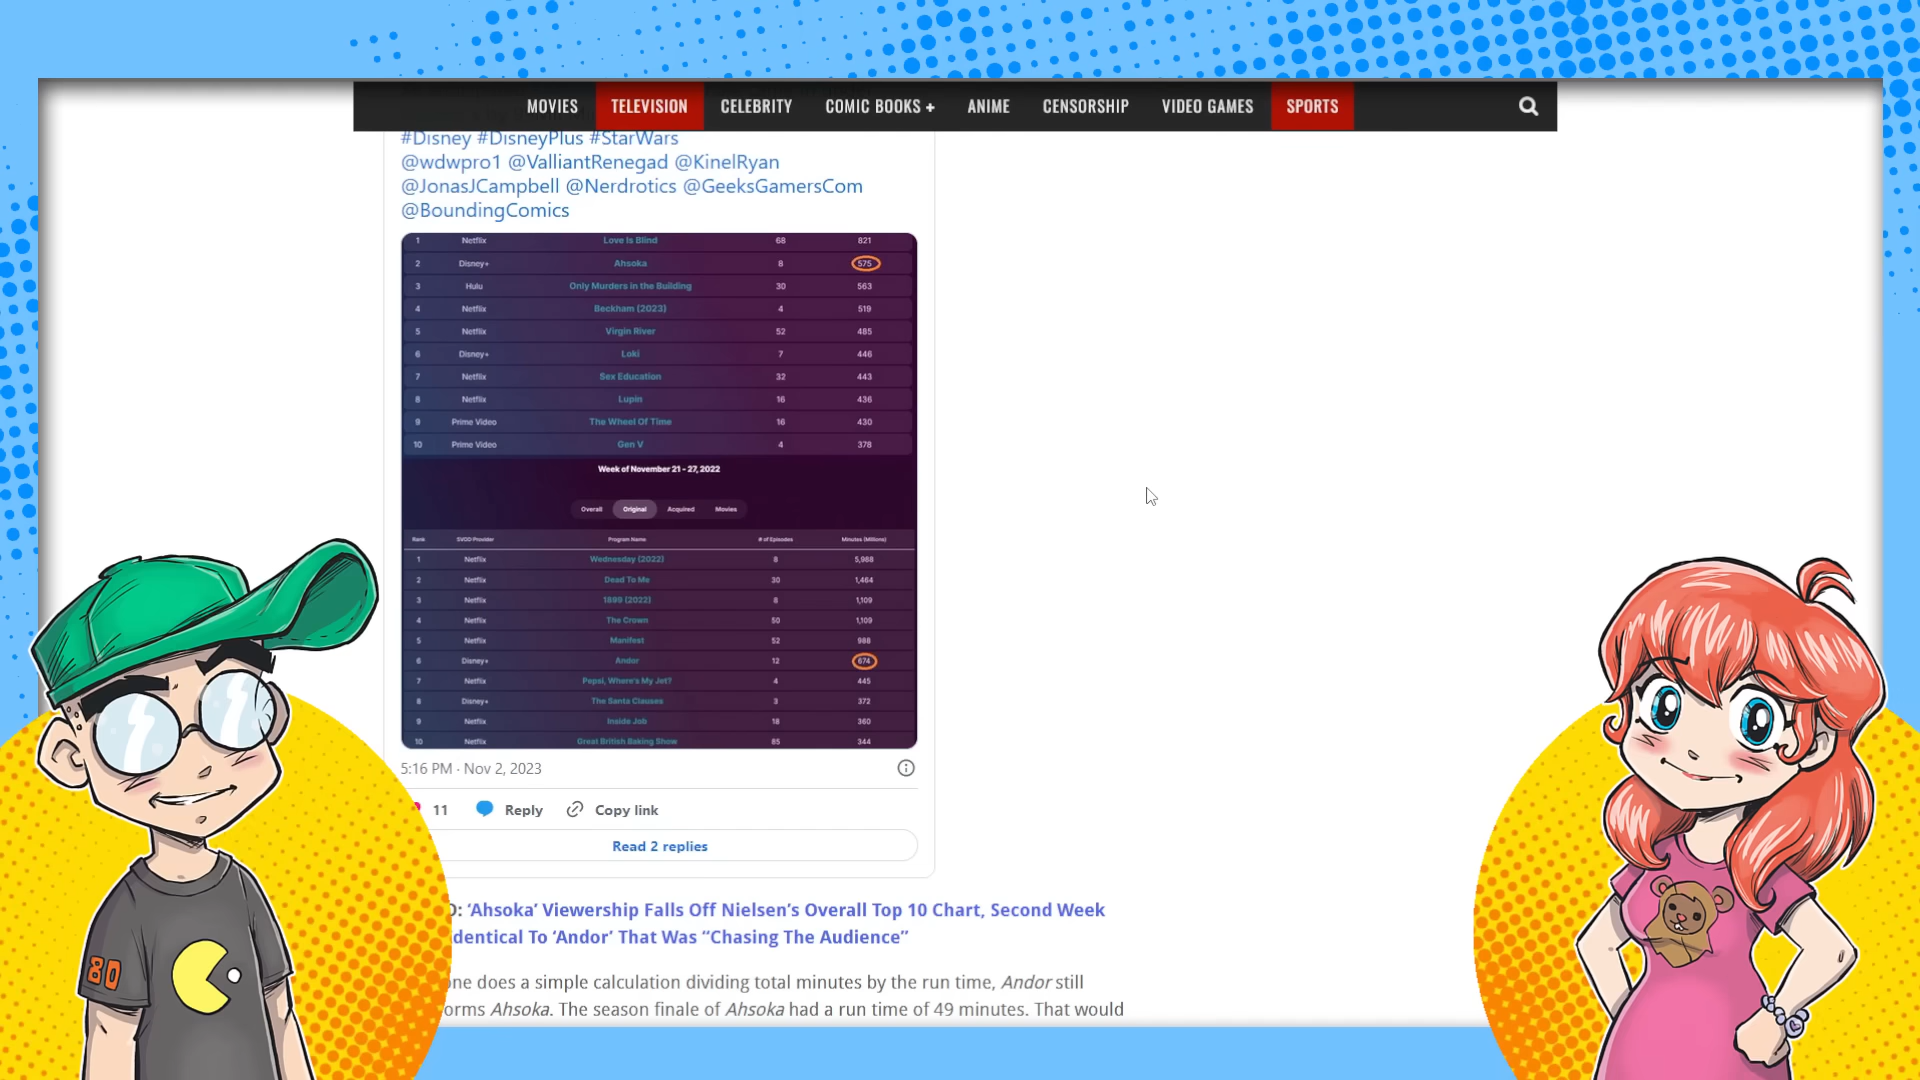 MOVIES TELEVISION CELEBRITY COMIC BOOKS + ANIME CENSORSHIP VIDEO GAMES SPORTS
#Disney #DisneyPlus #StarWars
@wdwpro1 @ValliantRenegad @KinelRyan
@JonasJCampbell @Nerdrotics @GeeksGamersCom
@BoundingComics
1 Netflix Love Is Blind 68 821
2 Disney+ Ahsoka 8 575
3 Hulu Only Murders in the Building 30 563
4 Netflix Beckham (2023) 4 519
5 Netflix Virgin River 52 485
6 Disney+ Loki 7 446
7 Netflix Sex Education 32 443
8 Netflix Lupin 16 436
9 Prime Video The Wheel Of Time 16 430
10 Prime Video Gen V 4 378
Week of November 21 - 27, 2022
Overall Original Acquired Movies
Rank SVOD Provider Program Name # of Episodes Minutes (Millions)
1 Netflix Wednesday (2022) 8 5,988
2 Netflix Dead To Me 30 1,464
3 Netflix 1899 (2022) 8 1,109
4 Netflix The Crown 50 1,109
5 Netflix Manifest 52 988
6 Disney+ Andor 12 674
7 Netflix Pepsi, Where's My Jet? 4 445
8 Disney+ The Santa Clauses 3 372
9 Netflix Inside Job 18 360
10 Netflix Great British Baking Show 85 344
5:16 PM · Nov 2, 2023
11 Reply Copy link
Read 2 replies
D: ‘Ahsoka’ Viewership Falls Off Nielsen’s Overall Top 10 Chart, Second Week
dentical To ‘Andor’ That Was “Chasing The Audience”
one does a simple calculation dividing total minutes by the run time, Andor still
orms Ahsoka. The season finale of Ahsoka had a run time of 49 minutes. That would
80